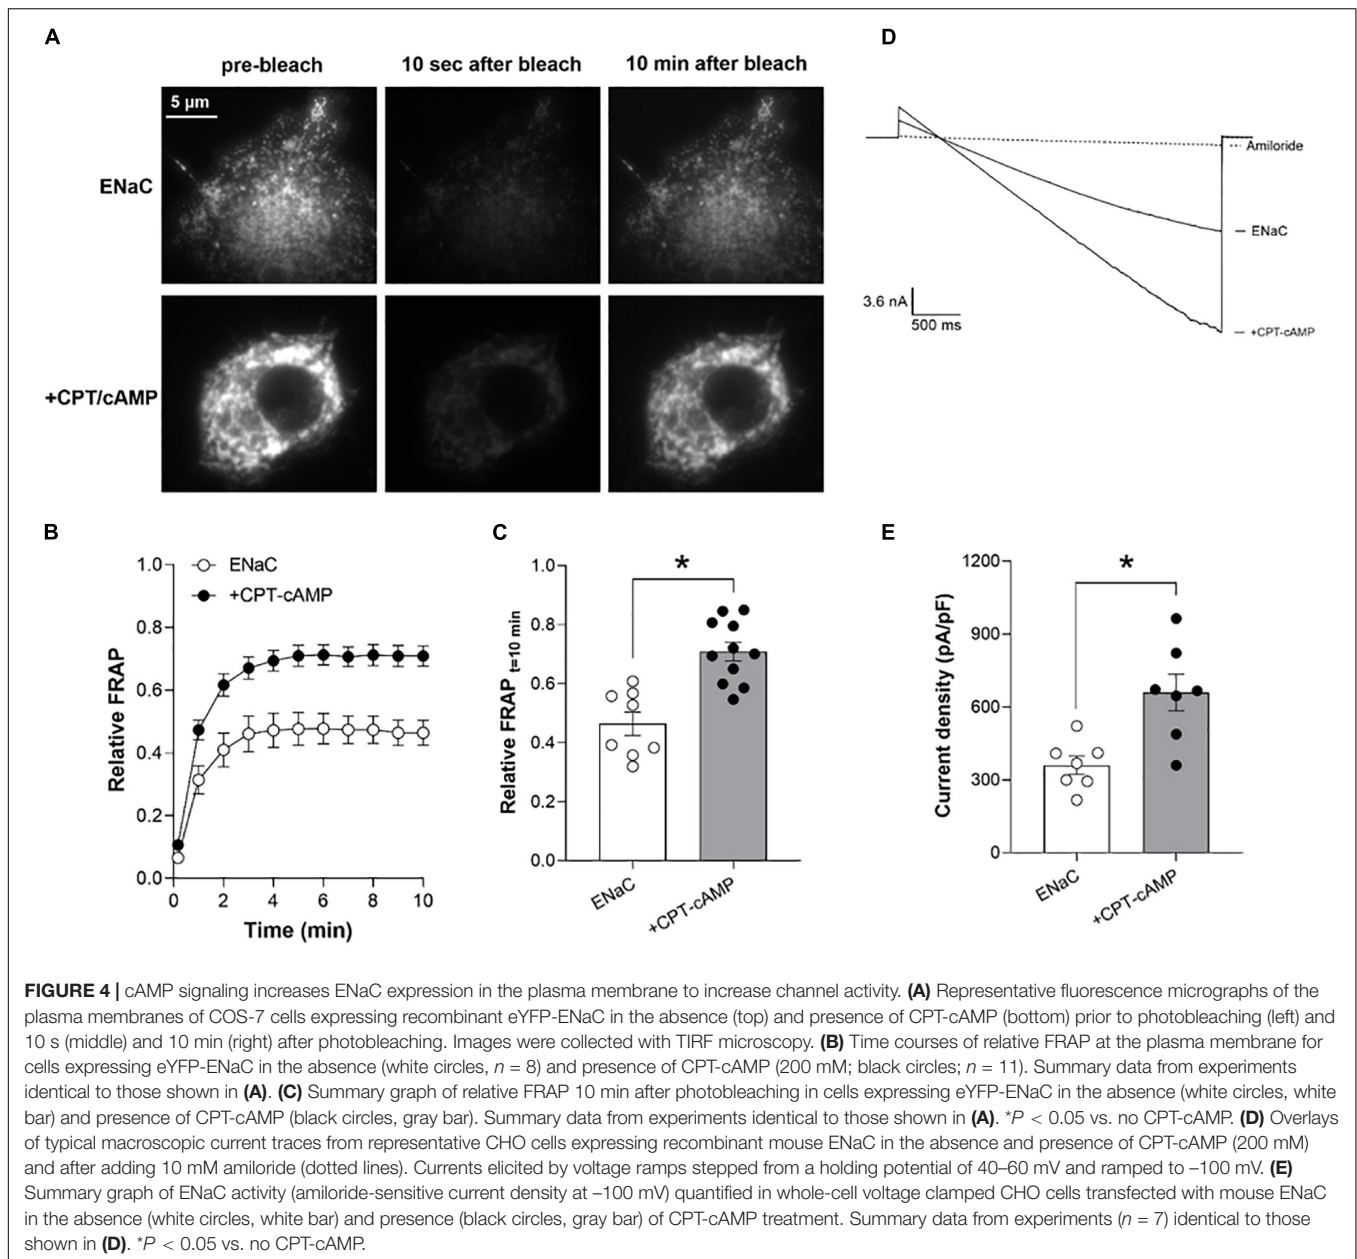 A
pre-bleach
10 sec after bleach
10 min after bleach
5 µm
ENaC
+CPT/cAMP
D
Amiloride
ENaC
+CPT-cAMP
3.6 nA
500 ms
B
ENaC
+CPT-cAMP
Relative FRAP
1.0
0.8
0.6
0.4
0.2
0.0
0 2 4 6 8 10
Time (min)
C
*
Relative FRAP t=10 min
1.0
0.8
0.6
0.4
0.2
0.0
ENaC
+CPT-cAMP
E
*
Current density (pA/pF)
1200
900
600
300
0
ENaC
+CPT-cAMP
FIGURE 4 | cAMP signaling increases ENaC expression in the plasma membrane to increase channel activity. (A) Representative fluorescence micrographs of the
plasma membranes of COS-7 cells expressing recombinant eYFP-ENaC in the absence (top) and presence of CPT-cAMP (bottom) prior to photobleaching (left) and
10 s (middle) and 10 min (right) after photobleaching. Images were collected with TIRF microscopy. (B) Time courses of relative FRAP at the plasma membrane for
cells expressing eYFP-ENaC in the absence (white circles, n = 8) and presence of CPT-cAMP (200 mM; black circles; n = 11). Summary data from experiments
identical to those shown in (A). (C) Summary graph of relative FRAP 10 min after photobleaching in cells expressing eYFP-ENaC in the absence (white circles, white
bar) and presence of CPT-cAMP (black circles, gray bar). Summary data from experiments identical to those shown in (A). *P < 0.05 vs. no CPT-cAMP. (D) Overlays
of typical macroscopic current traces from representative CHO cells expressing recombinant mouse ENaC in the absence and presence of CPT-cAMP (200 mM)
and after adding 10 mM amiloride (dotted lines). Currents elicited by voltage ramps stepped from a holding potential of 40–60 mV and ramped to –100 mV. (E)
Summary graph of ENaC activity (amiloride-sensitive current density at –100 mV) quantified in whole-cell voltage clamped CHO cells transfected with mouse ENaC
in the absence (white circles, white bar) and presence (black circles, gray bar) of CPT-cAMP treatment. Summary data from experiments (n = 7) identical to those
shown in (D). *P < 0.05 vs. no CPT-cAMP.